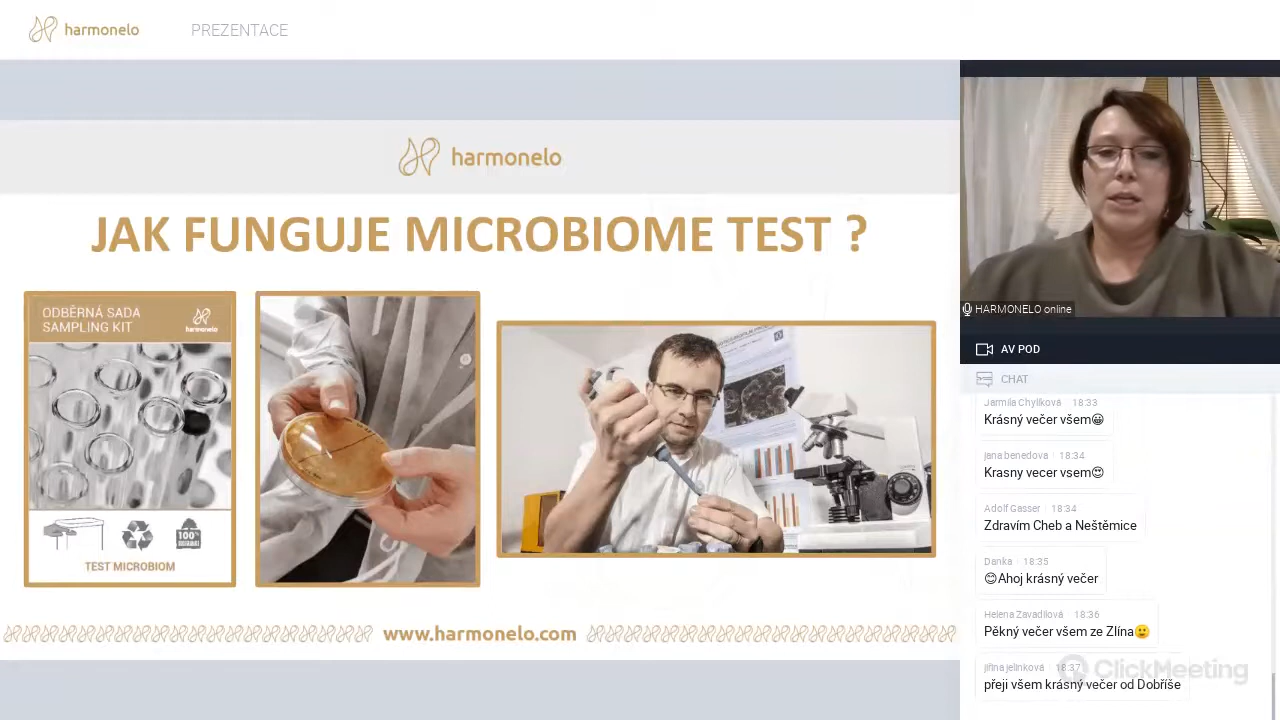 harmonelo
PREZENTACE
harmonelo
JAK FUNGUJE MICROBIOME TEST ?
ODBĚRNÁ SADA
SAMPLING KIT
harmonelo
100%
TEST MICROBIOM
www.harmonelo.com
HARMONELO online
AV POD
CHAT
Jarmila Chylíková 18:33
Krásný večer všem😀
jana benedova 18:34
Krasny vecer vsem😍
Adolf Gasser 18:34
Zdravím Cheb a Neštěmice
Danka 18:35
😊Ahoj krásný večer
Helena Zavadilová 18:36
Pěkný večer všem ze Zlína🙂
jiřina jelinková 18:37
přeji všem krásný večer od Dobříše
ClickMeeting